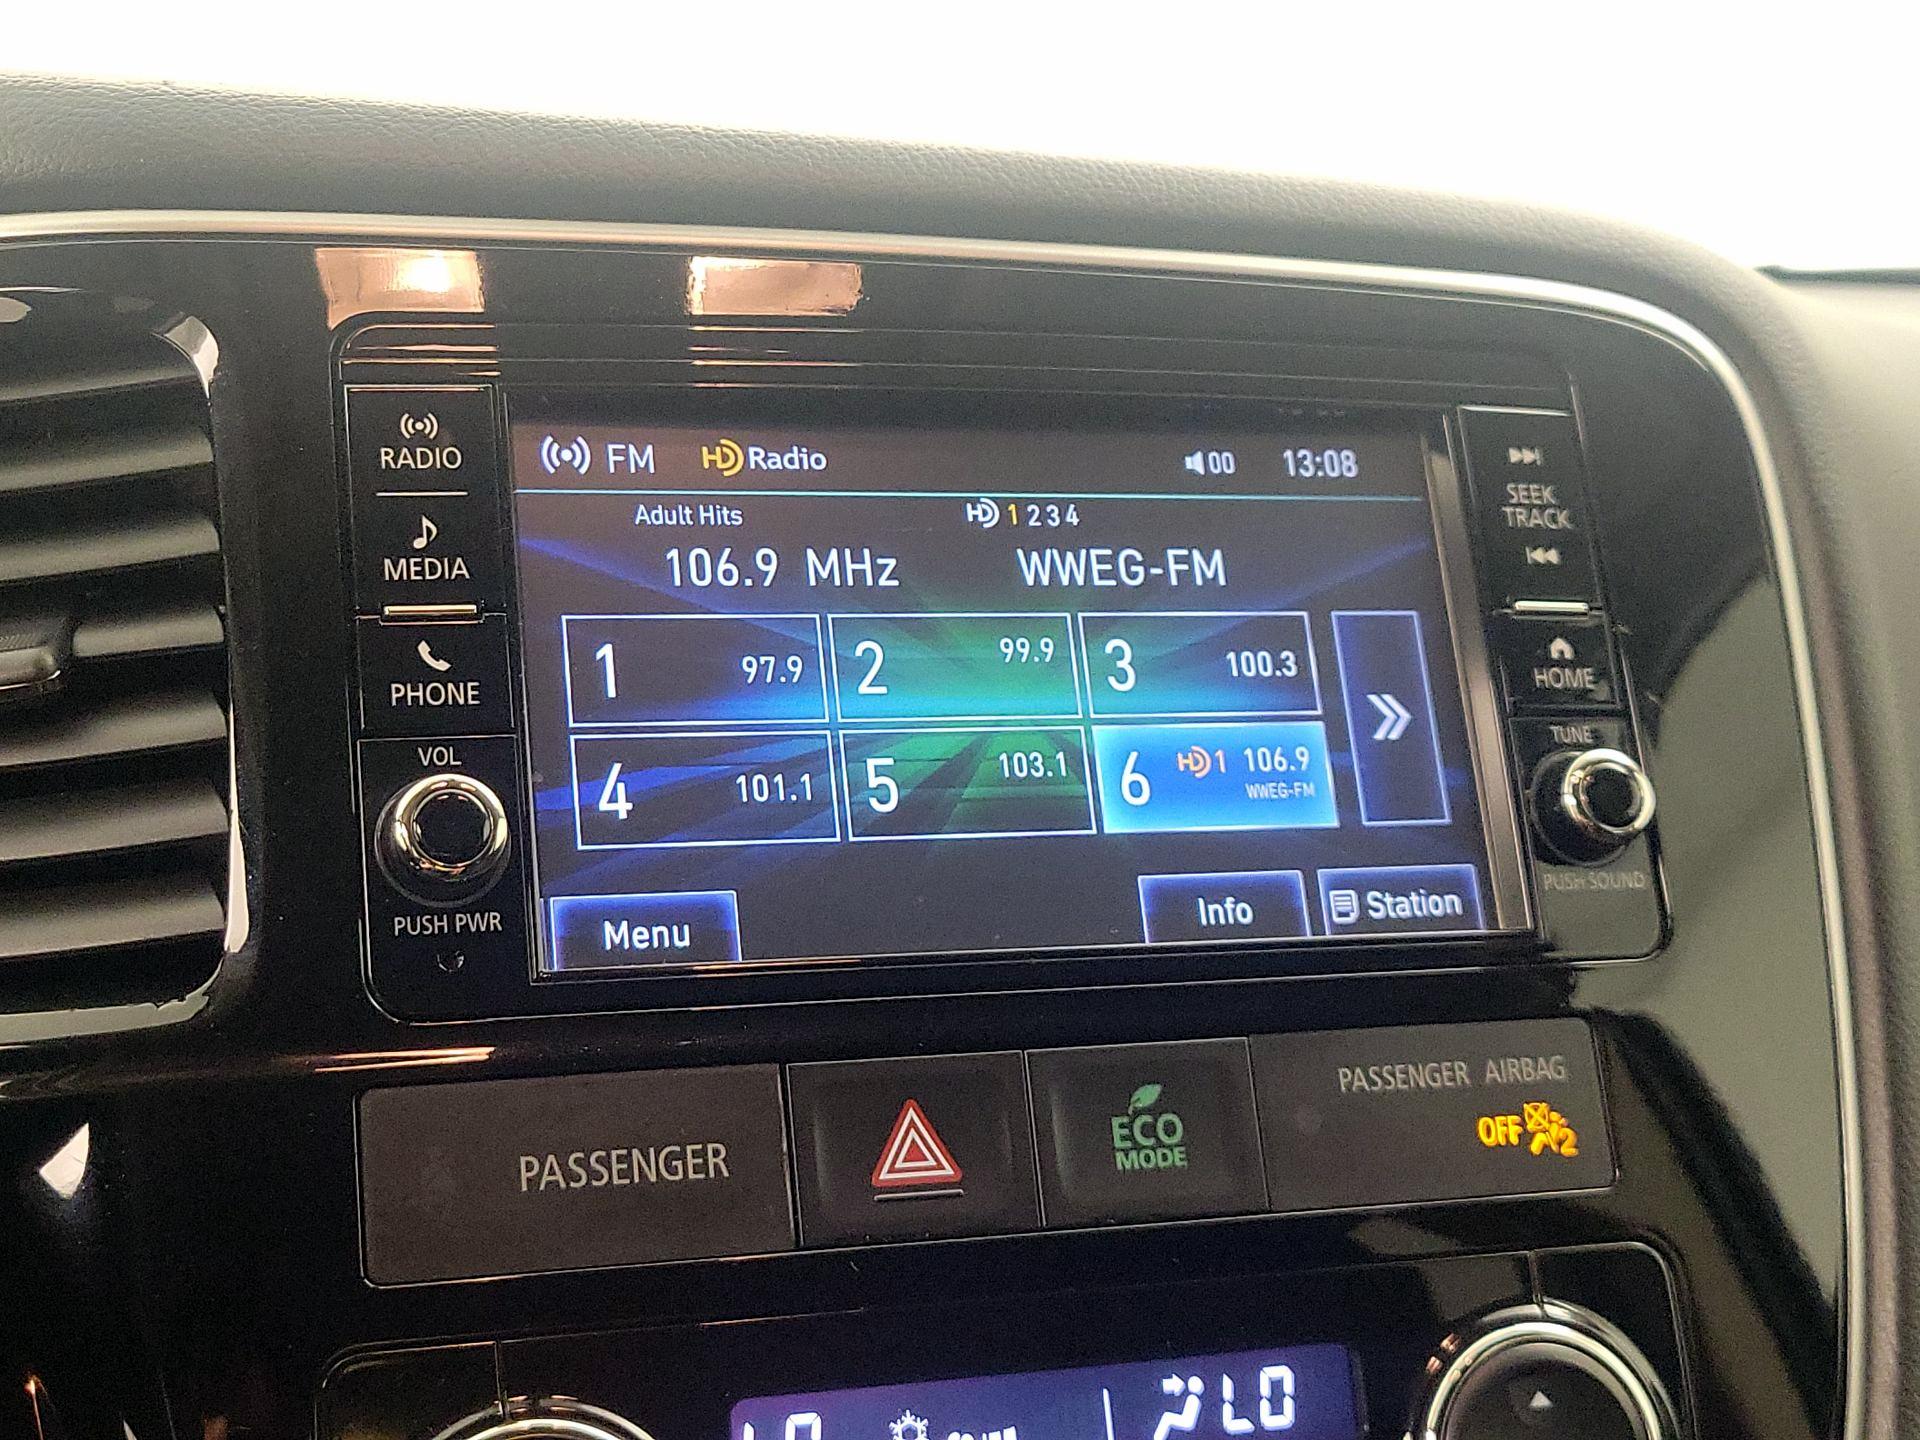 RADIO
MEDIA
PHONE
VOL
PUSH PWR
FM HD Radio 00 13:08
Adult Hits HD 1 2 3 4
106.9 MHz WWEG-FM
1 97.9 2 99.9 3 100.3
4 101.1 5 103.1 6 HD 1 106.9
WWEG-FM
Menu Info Station
SEEK
TRACK
HOME
TUNE
PUSH SOUND
PASSENGER
ECO
MODE
PASSENGER AIRBAG
OFF 2
LO LO